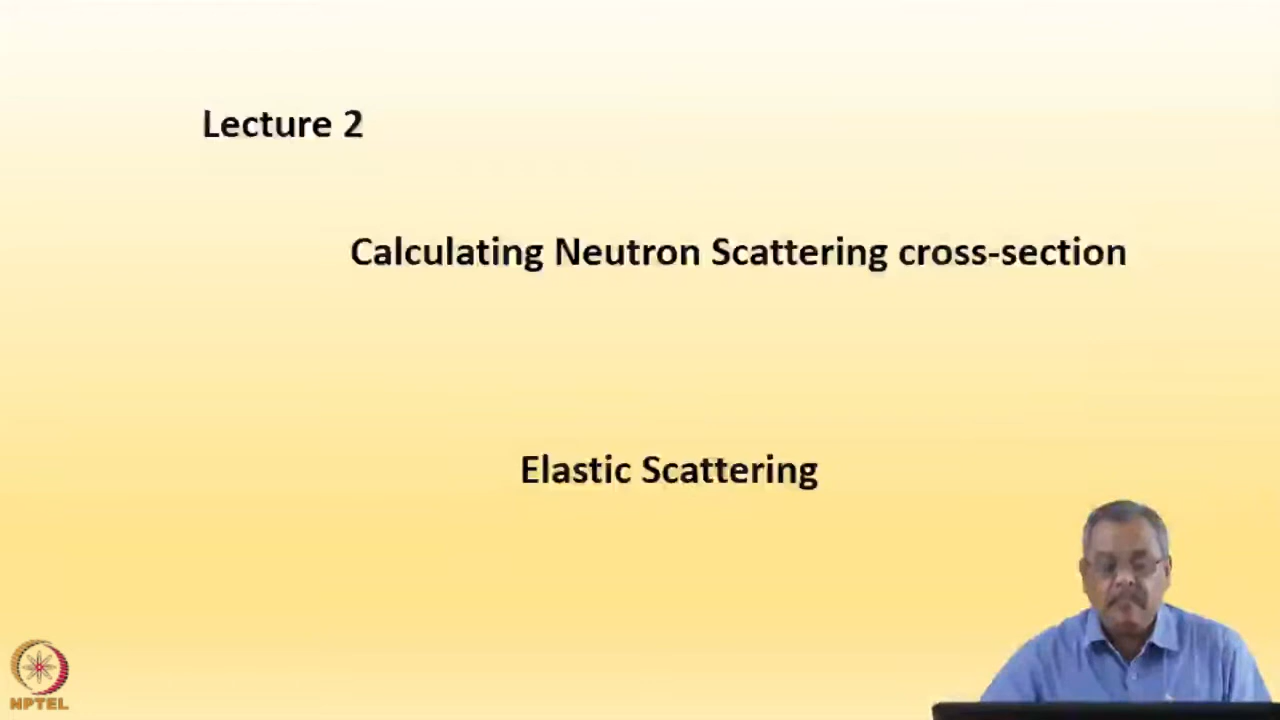 Lecture 2
Calculating Neutron Scattering cross-section
Elastic Scattering
NPTEL